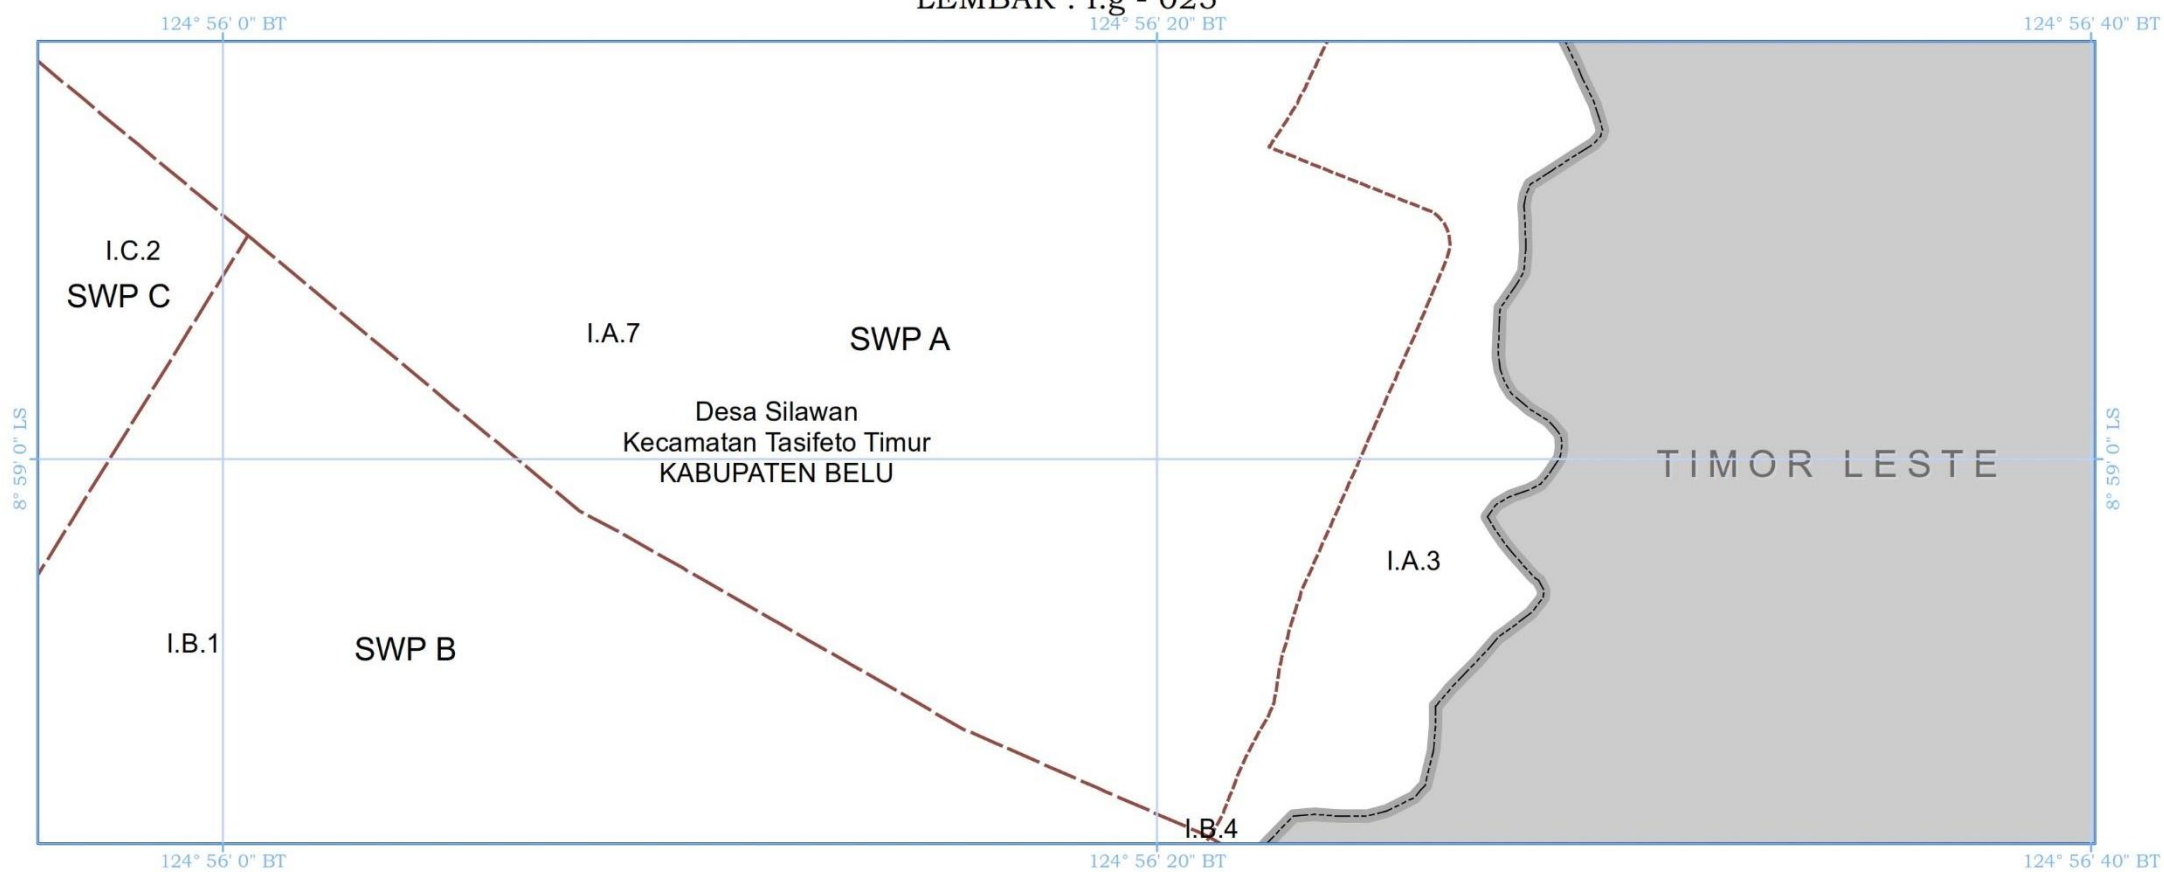 LEMBAR : I.g - 023
124° 56' 0" BT
124° 56' 20" BT
124° 56' 40" BT
I.C.2
SWP C
I.A.7
SWP A
Desa Silawan
Kecamatan Tasifeto Timur
KABUPATEN BELU
8° 59' 0" LS
TIMOR LESTE
8° 59' 0" LS
I.A.3
I.B.1
SWP B
I.B.4
124° 56' 0" BT
124° 56' 20" BT
124° 56' 40" BT